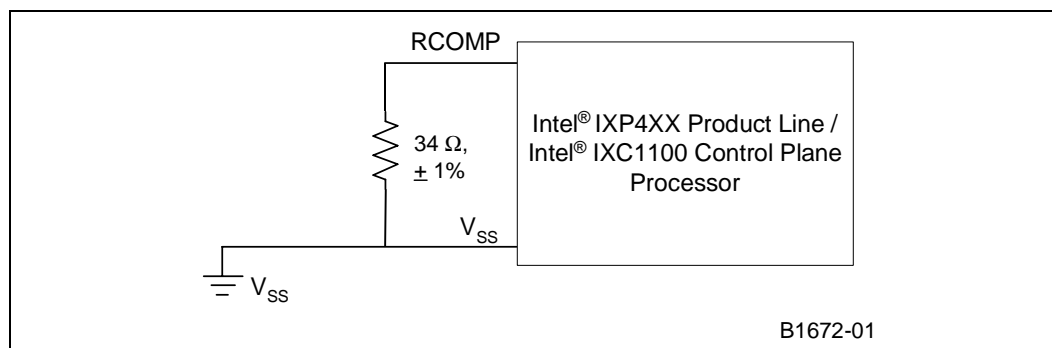 RCOMP
34 Ω,
± 1%
Intel® IXP4XX Product Line /
Intel® IXC1100 Control Plane
Processor
VSS
VSS
B1672-01